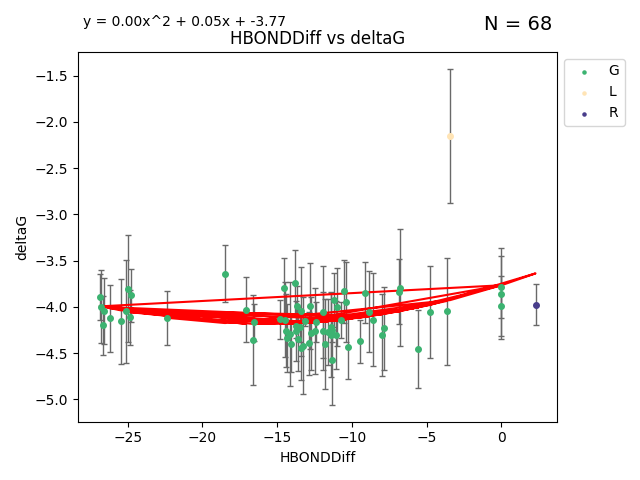 y = 0.00x^2 + 0.05x + -3.77
N = 68
HBONDDiff vs deltaG
−1.5
−2.0
−2.5
−3.0
−3.5
−4.0
−4.5
−5.0
deltaG
−25
−20
−15
−10
−5
0
HBONDDiff
G
L
R